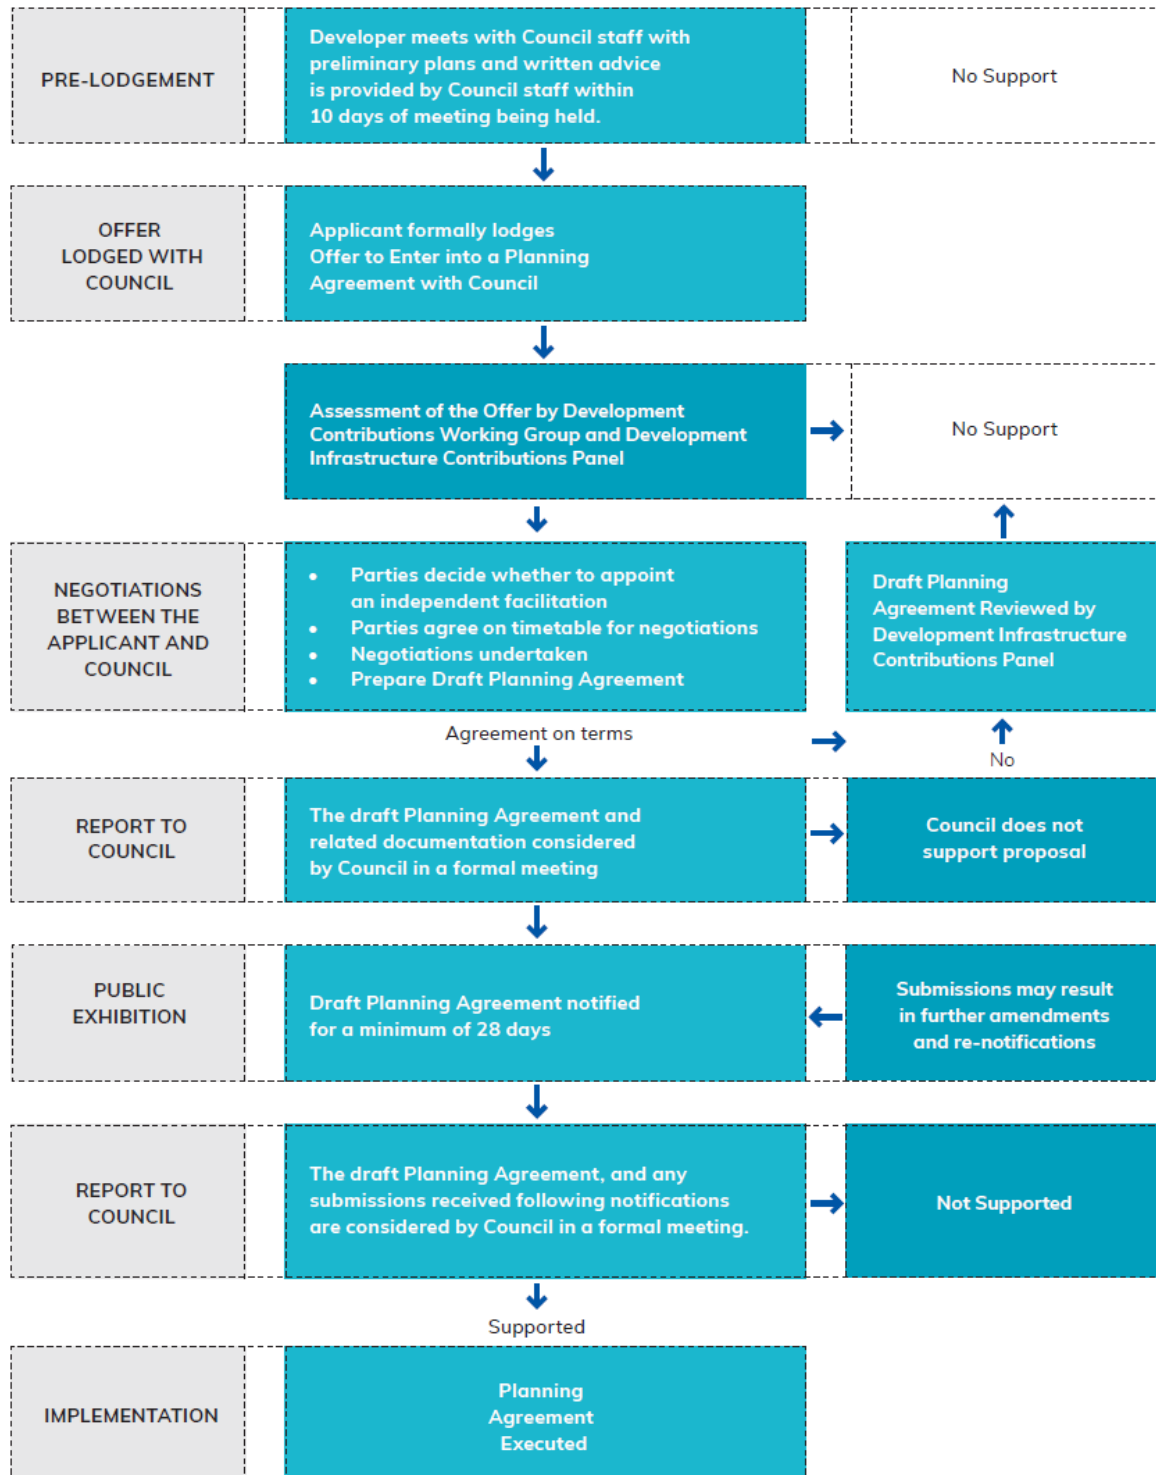 PRE-LODGEMENT
Developer meets with Council staff with
preliminary plans and written advice
is provided by Council staff within
10 days of meeting being held.
No Support
OFFER
LODGED WITH
COUNCIL
Applicant formally lodges
Offer to Enter into a Planning
Agreement with Council
Assessment of the Offer by Development
Contributions Working Group and Development
Infrastructure Contributions Panel
No Support
NEGOTIATIONS
BETWEEN THE
APPLICANT AND
COUNCIL
• Parties decide whether to appoint
an independent facilitation
• Parties agree on timetable for negotiations
• Negotiations undertaken
• Prepare Draft Planning Agreement
Draft Planning
Agreement Reviewed by
Development Infrastructure
Contributions Panel
Agreement on terms
No
REPORT TO
COUNCIL
The draft Planning Agreement and
related documentation considered
by Council in a formal meeting
Council does not
support proposal
PUBLIC
EXHIBITION
Draft Planning Agreement notified
for a minimum of 28 days
Submissions may result
in further amendments
and re-notifications
REPORT TO
COUNCIL
The draft Planning Agreement, and any
submissions received following notifications
are considered by Council in a formal meeting.
Not Supported
Supported
IMPLEMENTATION
Planning
Agreement
Executed